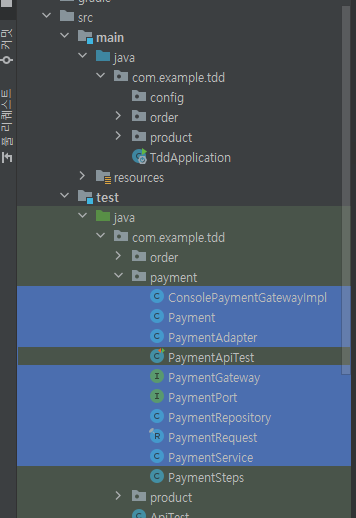 gradle
src
main
java
com.example.tdd
config
order
product
TddApplication
resources
test
java
com.example.tdd
order
payment
ConsolePaymentGatewayImpl
Payment
PaymentAdapter
PaymentApiTest
PaymentGateway
PaymentPort
PaymentRepository
PaymentRequest
PaymentService
PaymentSteps
product
ApiTest
커밋
풀 리퀘스트